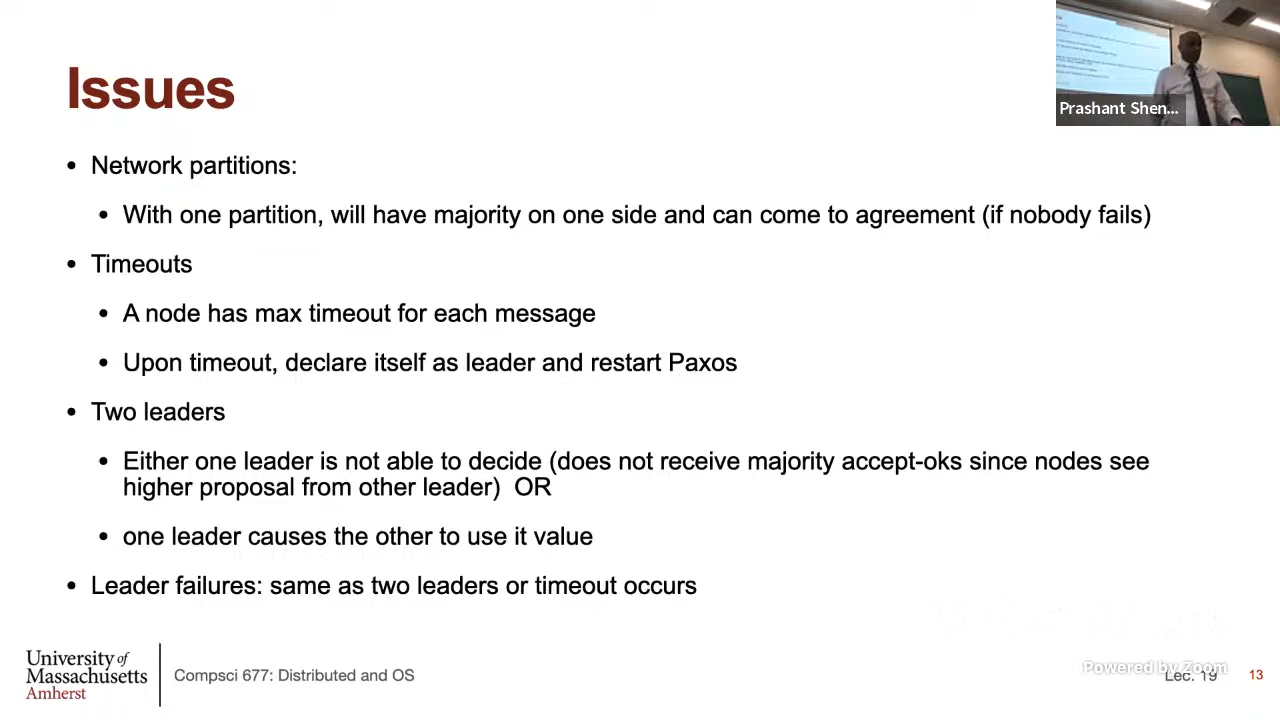 Issues
Prashant Shen...
• Network partitions:
• With one partition, will have majority on one side and can come to agreement (if nobody fails)
• Timeouts
• A node has max timeout for each message
• Upon timeout, declare itself as leader and restart Paxos
• Two leaders
• Either one leader is not able to decide (does not receive majority accept-oks since nodes see
higher proposal from other leader)  OR
• one leader causes the other to use it value
• Leader failures: same as two leaders or timeout occurs
University of
Massachusetts
Amherst
Compsci 677: Distributed and OS
Powered by Zoom
Lec. 19
13